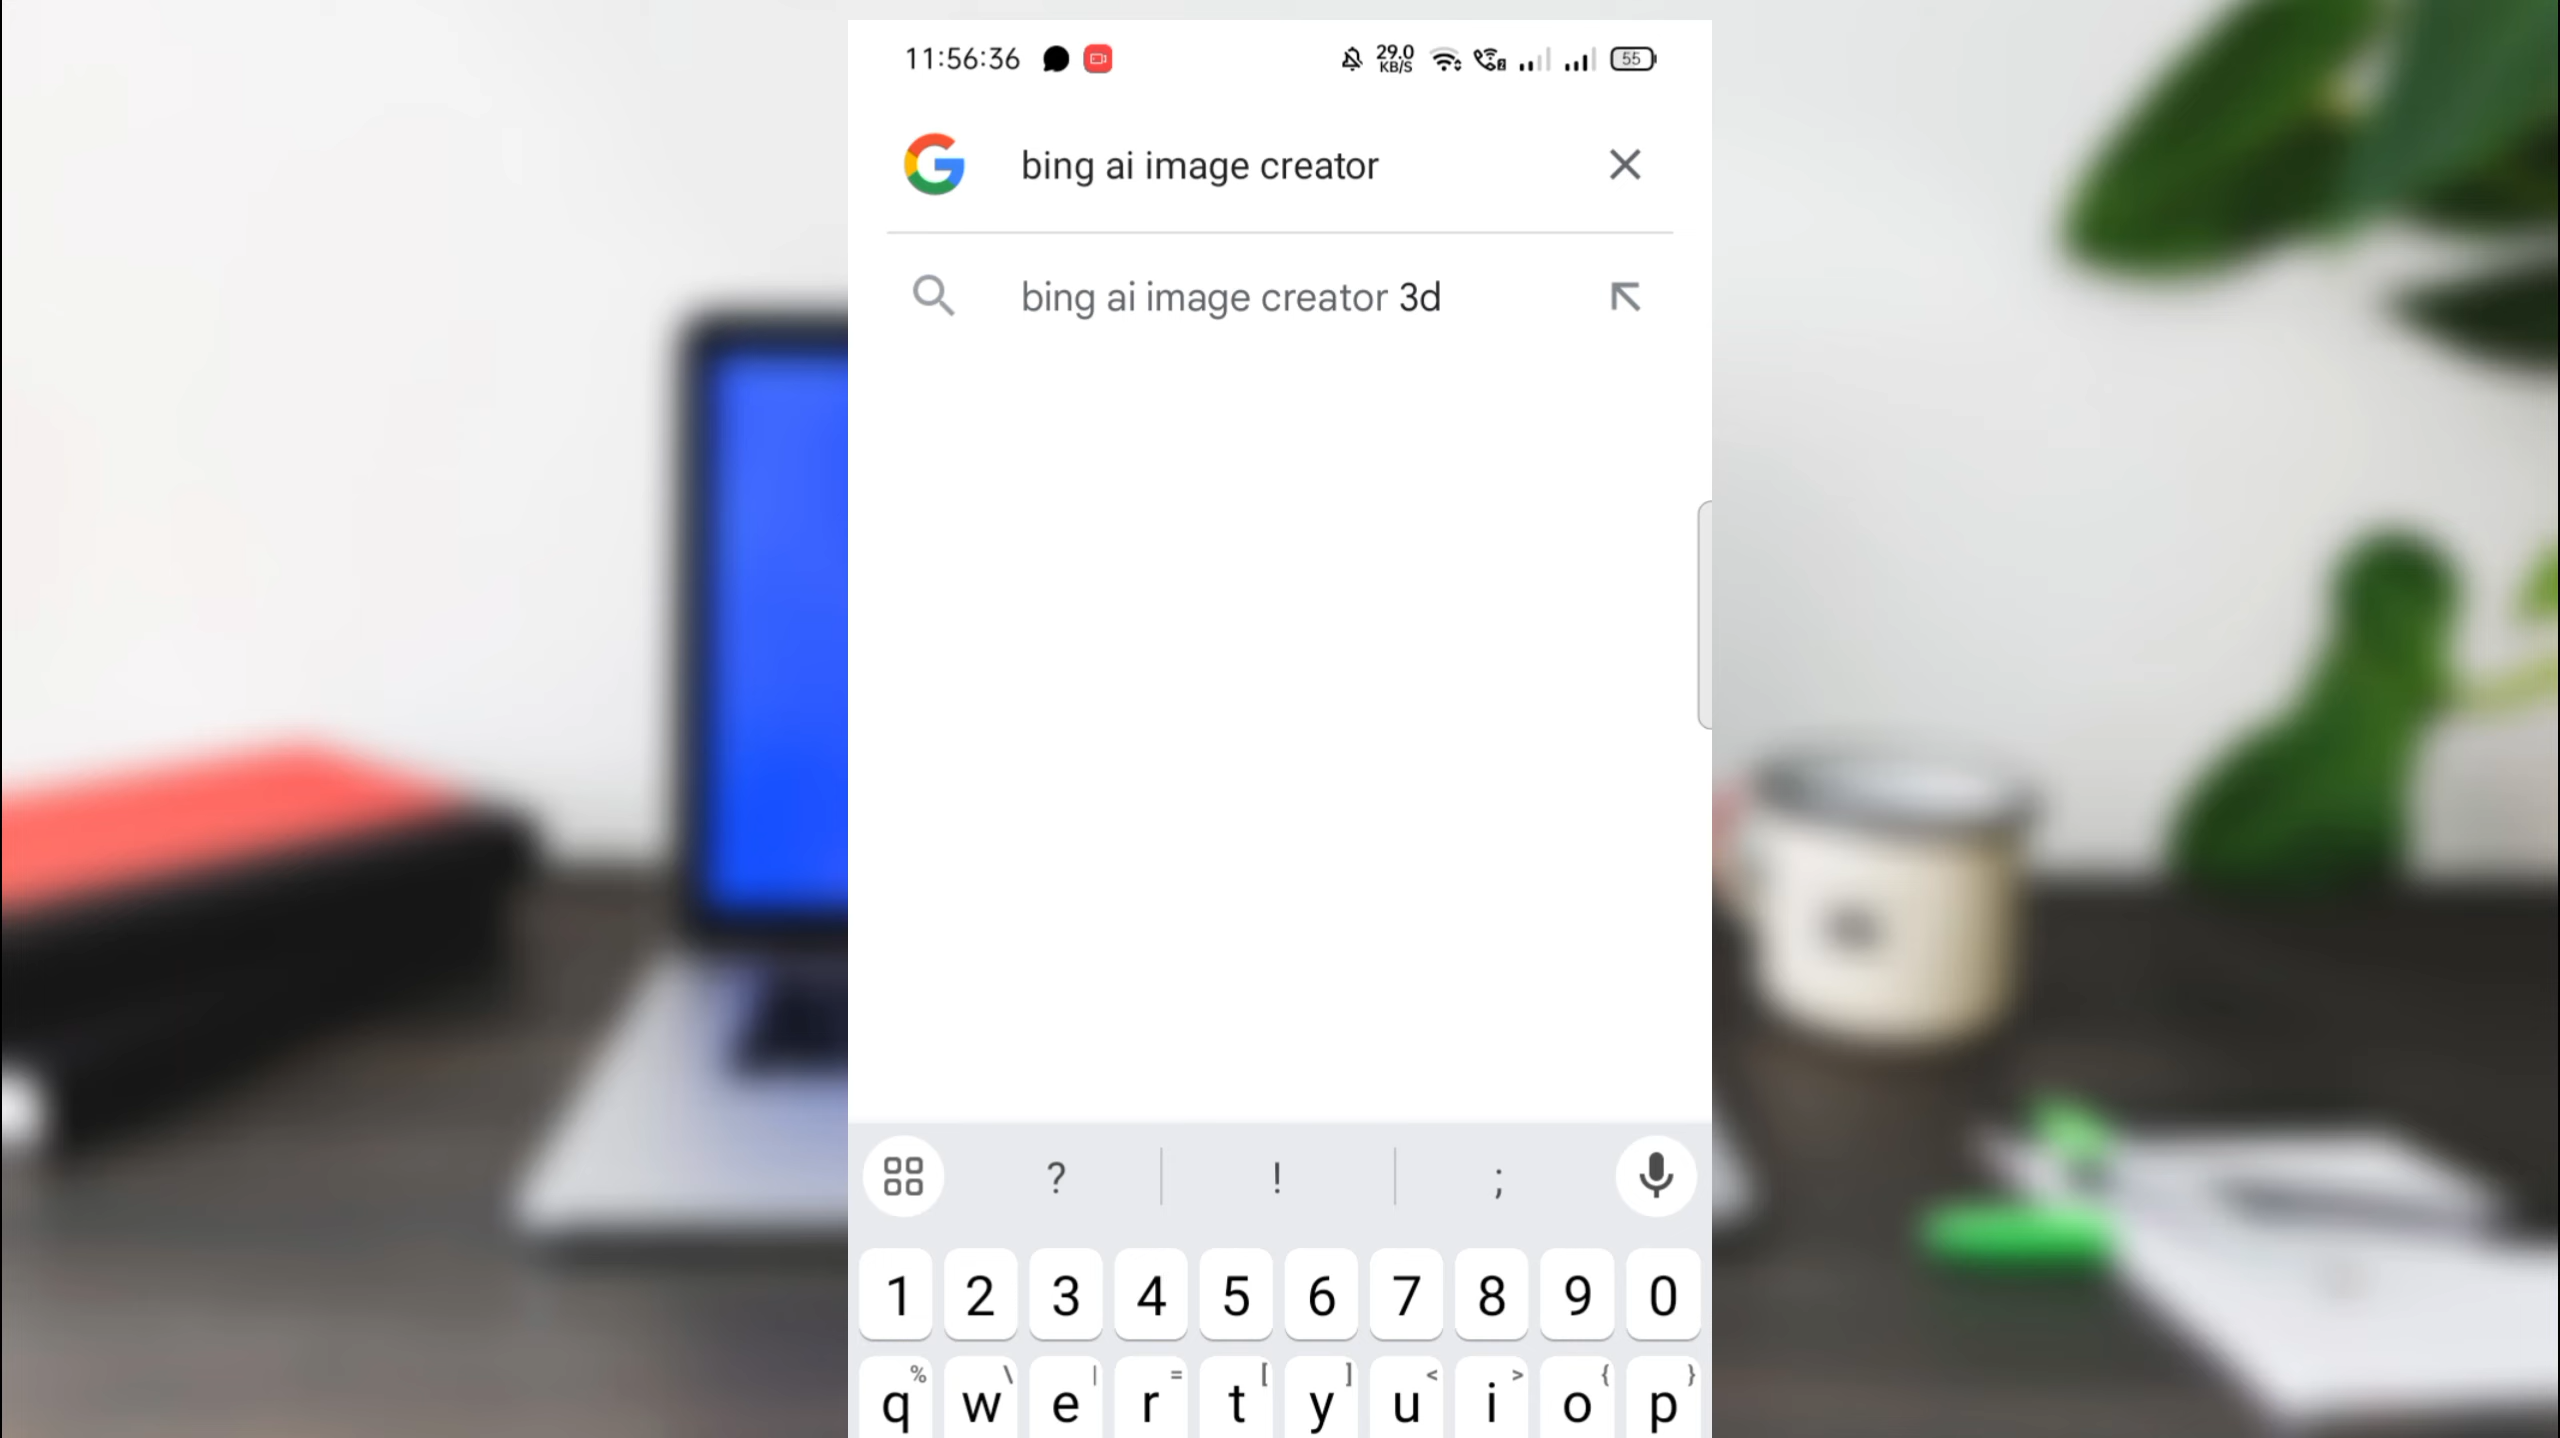 11:56:36 29.0 KB/S 55
bing ai image creator
bing ai image creator 3d
? ! ;
1 2 3 4 5 6 7 8 9 0
% \ | = [ ] < > { }
q w e r t y u i o p